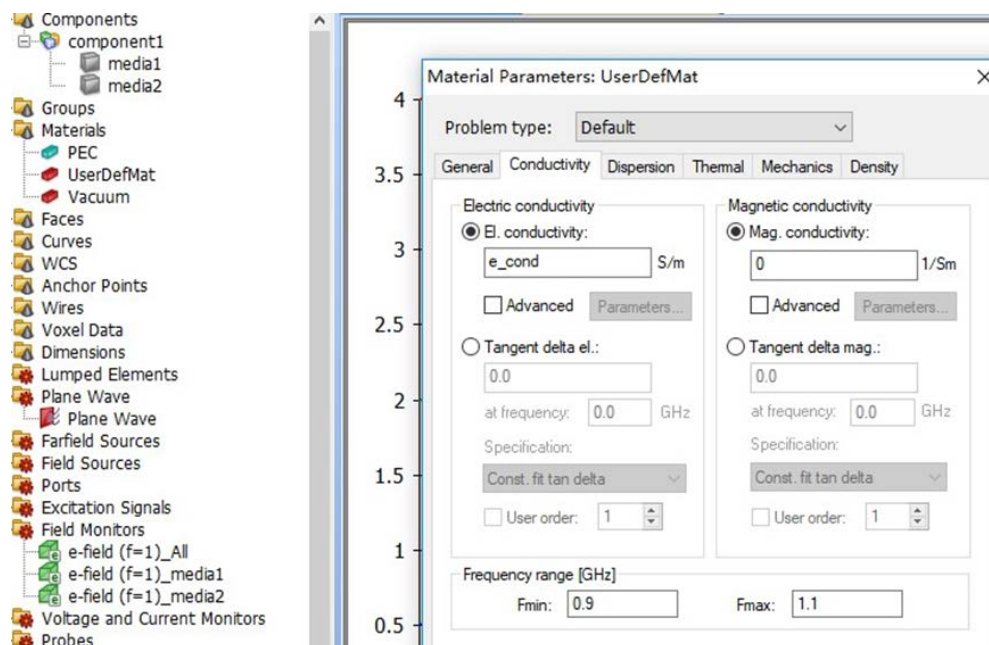 Components
component1
media1
media2
Groups
Materials
PEC
UserDefMat
Vacuum
Faces
Curves
WCS
Anchor Points
Wires
Voxel Data
Dimensions
Lumped Elements
Plane Wave
Plane Wave
Farfield Sources
Field Sources
Ports
Excitation Signals
Field Monitors
e-field (f=1)_All
e-field (f=1)_media1
e-field (f=1)_media2
Voltage and Current Monitors
Probes
4
3.5
3
2.5
2
1.5
1
0.5
Material Parameters: UserDefMat
Problem type: Default
General Conductivity Dispersion Thermal Mechanics Density
Electric conductivity
El. conductivity:
e_cond S/m
Advanced Parameters...
Tangent delta el.:
0.0
at frequency: 0.0 GHz
Specification:
Const. fit tan delta
User order: 1
Magnetic conductivity
Mag. conductivity:
0 1/Sm
Advanced Parameters...
Tangent delta mag.:
0.0
at frequency: 0.0 GHz
Specification:
Const. fit tan delta
User order: 1
Frequency range [GHz]
Fmin: 0.9 Fmax: 1.1